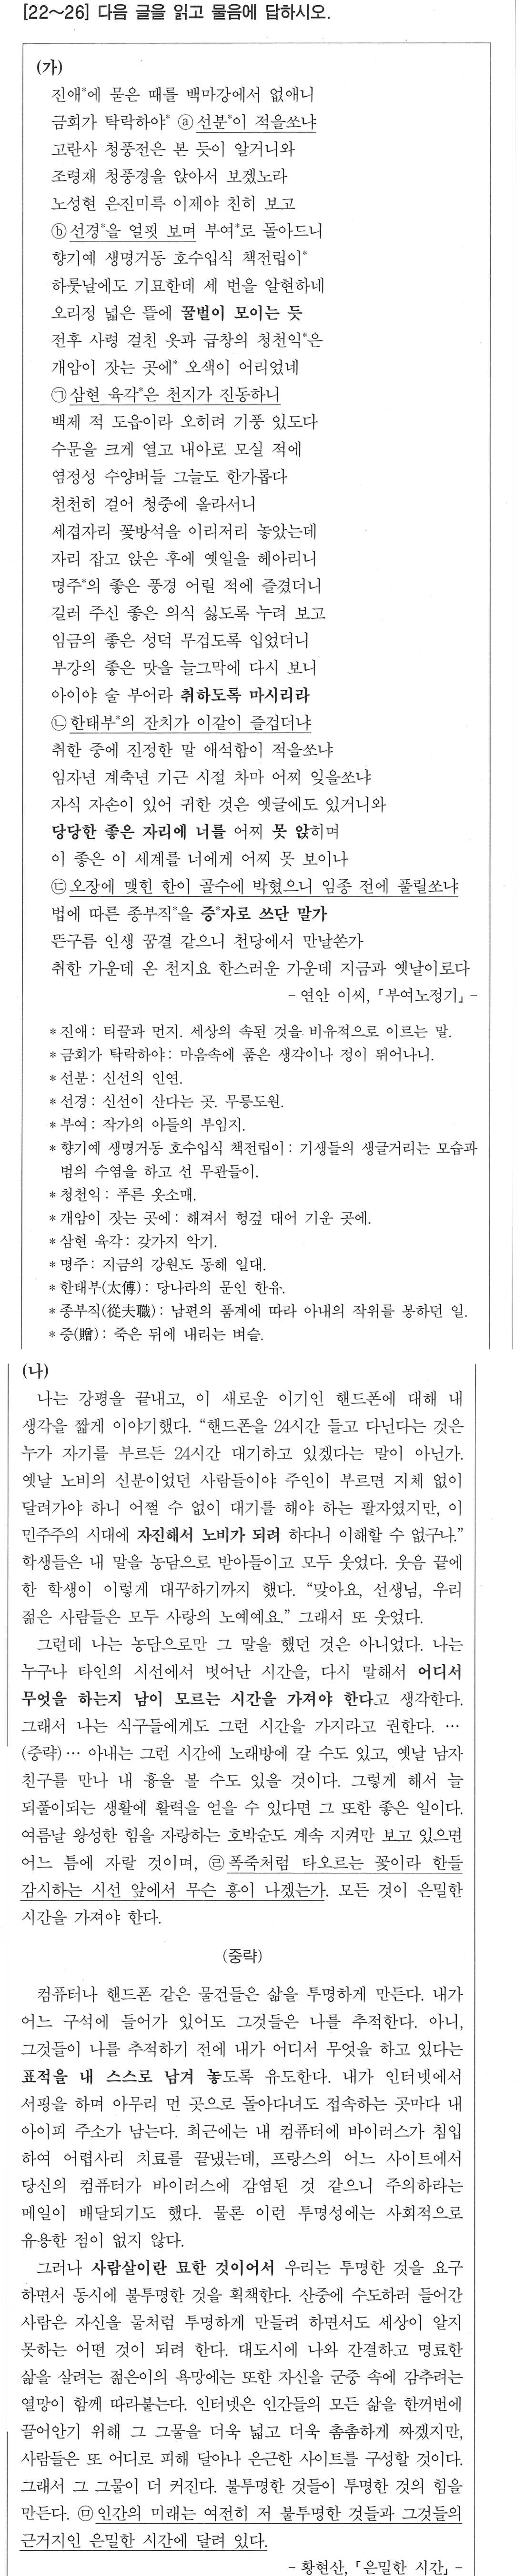 [22~26] 다음 글을 읽고 물음에 답하시오.
(가)
진애*에 묻은 때를 백마강에서 없애니
금회가 탁락하야* ⓐ선분*이 적을쏘냐
고란사 청풍전은 본 듯이 알거니와
조령재 청풍경을 앉아서 보겠노라
노성현 은진미륵 이제야 친히 보고
ⓑ선경*을 얼핏 보며 부여*로 돌아드니
향기예 생명거동 호수입식 책전립이*
하룻날에도 기묘한데 세 번을 알현하네
오리정 넓은 뜰에 꿀벌이 모이는 듯
전후 사령 걸친 옷과 급창의 청천익*은
개암이 잣는 곳에* 오색이 어리었네
㉠삼현 육각*은 천지가 진동하니
백제 적 도읍이라 오히려 기풍 있도다
수문을 크게 열고 내아로 모실 적에
염정성 수양버들 그늘도 한가롭다
천천히 걸어 청중에 올라서니
세겹자리 꽃방석을 이리저리 놓았는데
자리 잡고 앉은 후에 옛일을 헤아리니
명주*의 좋은 풍경 어릴 적에 즐겼더니
길러 주신 좋은 의식 싫도록 누려 보고
임금의 좋은 성덕 무겁도록 입었더니
부강의 좋은 맛을 늘그막에 다시 보니
아이야 술 부어라 취하도록 마시리라
㉡한태부*의 잔치가 이같이 즐겁더냐
취한 중에 진정한 말 애석함이 적을쏘냐
임자년 계축년 기근 시절 차마 어찌 잊을쏘냐
자식 자손이 있어 귀한 것은 옛글에도 있거니와
당당한 좋은 자리에 너를 어찌 못 앉히며
이 좋은 이 세계를 너에게 어찌 못 보이나
㉢오장에 맺힌 한이 골수에 박혔으니 임종 전에 풀릴쏘냐
법에 따른 종부직*을 증*자로 쓰단 말가
뜬구름 인생 꿈결 같으니 천당에서 만날쏜가
취한 가운데 온 천지요 한스러운 가운데 지금과 옛날이로다
- 연안 이씨, 「부여노정기」 -
* 진애 : 티끌과 먼지. 세상의 속된 것을 비유적으로 이르는 말.
* 금회가 탁락하야 : 마음속에 품은 생각이나 정이 뛰어나니.
* 선분 : 신선의 인연.
* 선경 : 신선이 산다는 곳. 무릉도원.
* 부여 : 작가의 아들의 부임지.
* 향기예 생명거동 호수입식 책전립이 : 기생들의 생글거리는 모습과
범의 수염을 하고 선 무관들이.
* 청천익 : 푸른 옷소매.
* 개암이 잣는 곳에 : 해져서 헝겊 대어 기운 곳에.
* 삼현 육각 : 갖가지 악기.
* 명주 : 지금의 강원도 동해 일대.
* 한태부(太傅) : 당나라의 문인 한유.
* 종부직(從夫職) : 남편의 품계에 따라 아내의 작위를 봉하던 일.
* 증(贈) : 죽은 뒤에 내리는 벼슬.
(나)
나는 강평을 끝내고, 이 새로운 이기인 핸드폰에 대해 내
생각을 짧게 이야기했다. “핸드폰을 24시간 들고 다닌다는 것은
누가 자기를 부르든 24시간 대기하고 있겠다는 말이 아닌가.
옛날 노비의 신분이었던 사람들이야 주인이 부르면 지체 없이
달려가야 하니 어쩔 수 없이 대기를 해야 하는 팔자였지만, 이
민주주의 시대에 자진해서 노비가 되려 하다니 이해할 수 없구나.”
학생들은 내 말을 농담으로 받아들이고 모두 웃었다. 웃음 끝에
한 학생이 이렇게 대꾸하기까지 했다. “맞아요, 선생님, 우리
젊은 사람들은 모두 사랑의 노예예요.” 그래서 또 웃었다.
그런데 나는 농담으로만 그 말을 했던 것은 아니었다. 나는
누구나 타인의 시선에서 벗어난 시간을, 다시 말해서 어디서
무엇을 하는지 남이 모르는 시간을 가져야 한다고 생각한다.
그래서 나는 식구들에게도 그런 시간을 가지라고 권한다. …
(중략) … 아내는 그런 시간에 노래방에 갈 수도 있고, 옛날 남자
친구를 만나 내 흉을 볼 수도 있을 것이다. 그렇게 해서 늘
되풀이되는 생활에 활력을 얻을 수 있다면 그 또한 좋은 일이다.
여름날 왕성한 힘을 자랑하는 호박순도 계속 지켜만 보고 있으면
어느 틈에 자랄 것이며, ㉣폭죽처럼 타오르는 꽃이라 한들
감시하는 시선 앞에서 무슨 흥이 나겠는가. 모든 것이 은밀한
시간을 가져야 한다.
(중략)
컴퓨터나 핸드폰 같은 물건들은 삶을 투명하게 만든다. 내가
어느 구석에 들어가 있어도 그것들은 나를 추적한다. 아니,
그것들이 나를 추적하기 전에 내가 어디서 무엇을 하고 있다는
표적을 내 스스로 남겨 놓도록 유도한다. 내가 인터넷에서
서핑을 하며 아무리 먼 곳으로 돌아다녀도 접속하는 곳마다 내
아이피 주소가 남는다. 최근에는 내 컴퓨터에 바이러스가 침입
하여 어렵사리 치료를 끝냈는데, 프랑스의 어느 사이트에서
당신의 컴퓨터가 바이러스에 감염된 것 같으니 주의하라는
메일이 배달되기도 했다. 물론 이런 투명성에는 사회적으로
유용한 점이 없지 않다.
그러나 사람살이란 묘한 것이어서 우리는 투명한 것을 요구
하면서 동시에 불투명한 것을 획책한다. 산중에 수도하러 들어간
사람은 자신을 물처럼 투명하게 만들려 하면서도 세상이 알지
못하는 어떤 것이 되려 한다. 대도시에 나와 간결하고 명료한
삶을 살려는 젊은이의 욕망에는 또한 자신을 군중 속에 감추려는
열망이 함께 따라붙는다. 인터넷은 인간들의 모든 삶을 한꺼번에
끌어안기 위해 그 그물을 더욱 넓고 더욱 촘촘하게 짜겠지만,
사람들은 또 어디로 피해 달아나 은근한 사이트를 구성할 것이다.
그래서 그 그물이 더 커진다. 불투명한 것들이 투명한 것의 힘을
만든다. ㉤인간의 미래는 여전히 저 불투명한 것들과 그것들의
근거지인 은밀한 시간에 달려 있다.
- 황현산, 「은밀한 시간」 -